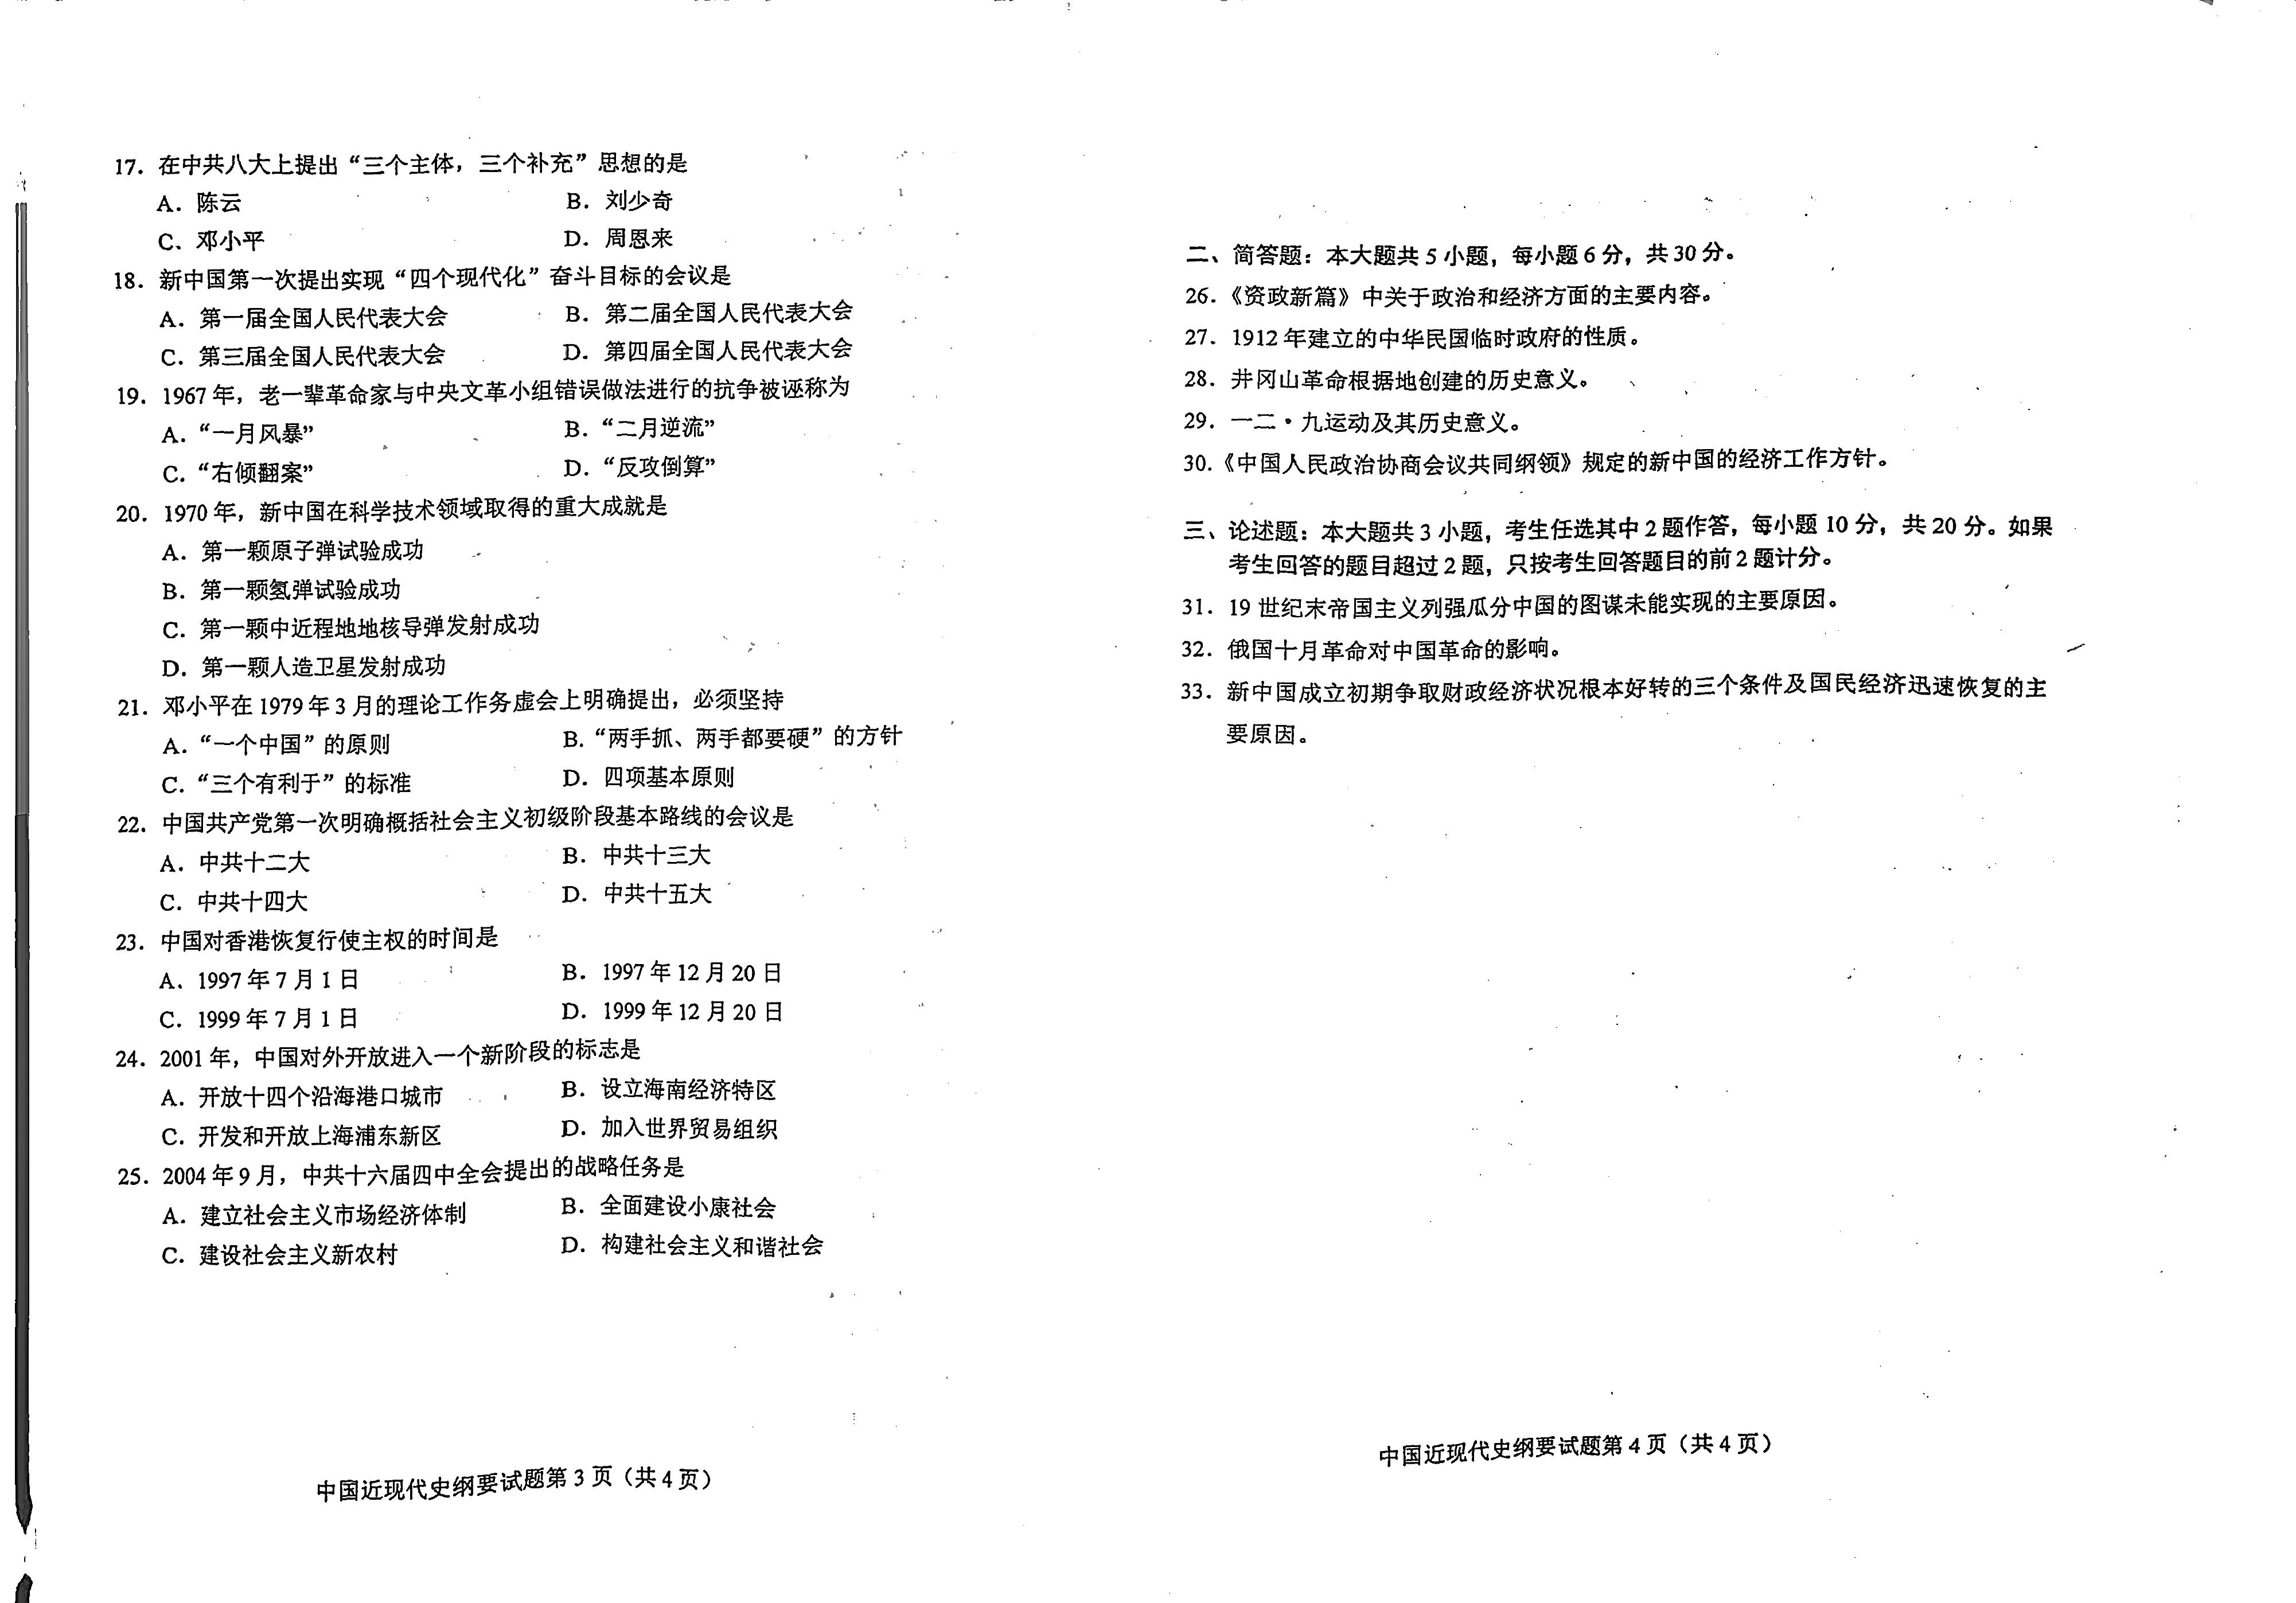 17. 在中共八大上提出“三个主体，三个补充”思想的是
A. 陈云 B. 刘少奇
C. 邓小平 D. 周恩来
18. 新中国第一次提出实现“四个现代化”奋斗目标的会议是
A. 第一届全国人民代表大会 B. 第二届全国人民代表大会
C. 第三届全国人民代表大会 D. 第四届全国人民代表大会
19. 1967年，老一辈革命家与中央文革小组错误做法进行的抗争被诬称为
A. “一月风暴” B. “二月逆流”
C. “右倾翻案” D. “反攻倒算”
20. 1970年，新中国在科学技术领域取得的重大成就是
A. 第一颗原子弹试验成功
B. 第一颗氢弹试验成功
C. 第一颗中近程地地核导弹发射成功
D. 第一颗人造卫星发射成功
21. 邓小平在1979年3月的理论工作务虚会上明确提出，必须坚持
A. “一个中国”的原则 B. “两手抓、两手都要硬”的方针
C. “三个有利于”的标准 D. 四项基本原则
22. 中国共产党第一次明确概括社会主义初级阶段基本路线的会议是
A. 中共十二大 B. 中共十三大
C. 中共十四大 D. 中共十五大
23. 中国对香港恢复行使主权的时间是
A. 1997年7月1日 B. 1997年12月20日
C. 1999年7月1日 D. 1999年12月20日
24. 2001年，中国对外开放进入一个新阶段的标志是
A. 开放十四个沿海港口城市 B. 设立海南经济特区
C. 开发和开放上海浦东新区 D. 加入世界贸易组织
25. 2004年9月，中共十六届四中全会提出的战略任务是
A. 建立社会主义市场经济体制 B. 全面建设小康社会
C. 建设社会主义新农村 D. 构建社会主义和谐社会
中国近现代史纲要试题第3页（共4页）
二、简答题：本大题共5小题，每小题6分，共30分。
26.《资政新篇》中关于政治和经济方面的主要内容。
27. 1912年建立的中华民国临时政府的性质。
28. 井冈山革命根据地创建的历史意义。
29. 一二·九运动及其历史意义。
30.《中国人民政治协商会议共同纲领》规定的新中国的经济工作方针。
三、论述题：本大题共3小题，考生任选其中2题作答，每小题10分，共20分。如果
考生回答的题目超过2题，只按考生回答题目的前2题计分。
31. 19世纪末帝国主义列强瓜分中国的图谋未能实现的主要原因。
32. 俄国十月革命对中国革命的影响。
33. 新中国成立初期争取财政经济状况根本好转的三个条件及国民经济迅速恢复的主
要原因。
中国近现代史纲要试题第4页（共4页）